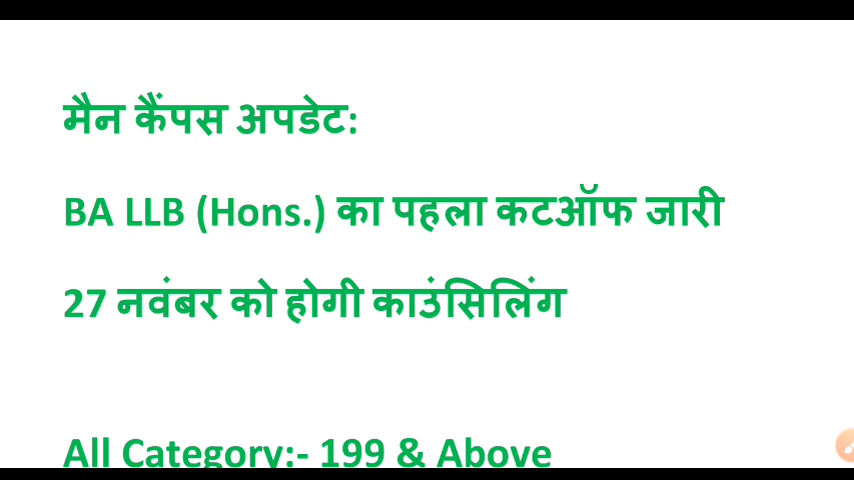 मैन कैंपस अपडेट:
BA LLB (Hons.) का पहला कटऑफ जारी
27 नवंबर को होगी काउंसिलिंग
All Category:- 199 & Above